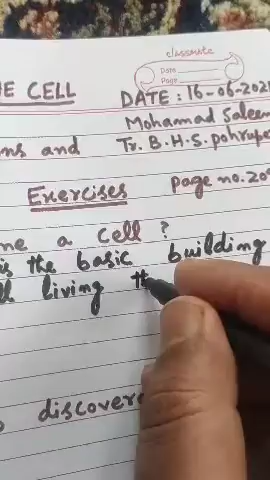 classmate
Date
Page
E CELL
DATE: 16-06-202
Mohamad Saleem
ns and Tr. B.H.S. pohrupe
Exercises page no. 20
ne a cell ?
is the basic building
living th
discovere